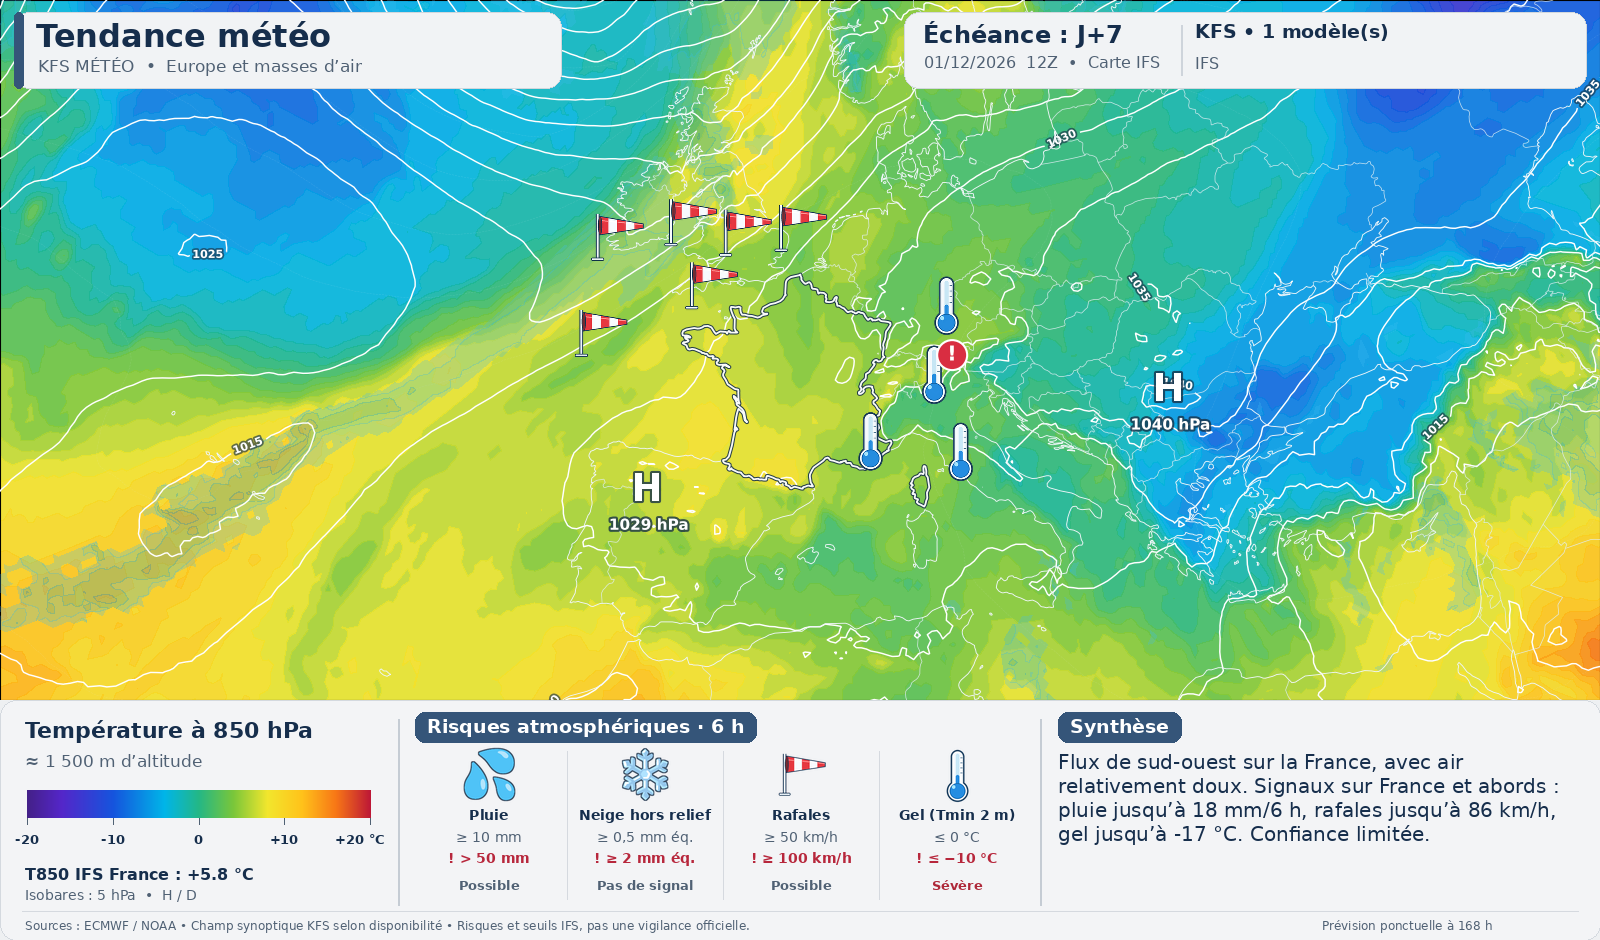 Tendance météo
KFS MÉTÉO • Europe et masses d’air
Échéance : J+7
01/12/2026 12Z • Carte IFS
KFS • 1 modèle(s)
IFS
1035
1030
1025
1035
H
1040 hPa
1015
1015
H
1029 hPa
Température à 850 hPa
≈ 1 500 m d’altitude
-20 -10 0 +10 +20 °C
T850 IFS France : +5.8 °C
Isobares : 5 hPa • H / D
Risques atmosphériques · 6 h
Pluie
≥ 10 mm
! > 50 mm
Possible
Neige hors relief
≥ 0,5 mm éq.
! ≥ 2 mm éq.
Pas de signal
Rafales
≥ 50 km/h
! ≥ 100 km/h
Possible
Gel (Tmin 2 m)
≤ 0 °C
! ≤ −10 °C
Sévère
Synthèse
Flux de sud-ouest sur la France, avec air
relativement doux. Signaux sur France et abords :
pluie jusqu’à 18 mm/6 h, rafales jusqu’à 86 km/h,
gel jusqu’à -17 °C. Confiance limitée.
Sources : ECMWF / NOAA • Champ synoptique KFS selon disponibilité • Risques et seuils IFS, pas une vigilance officielle.
Prévision ponctuelle à 168 h